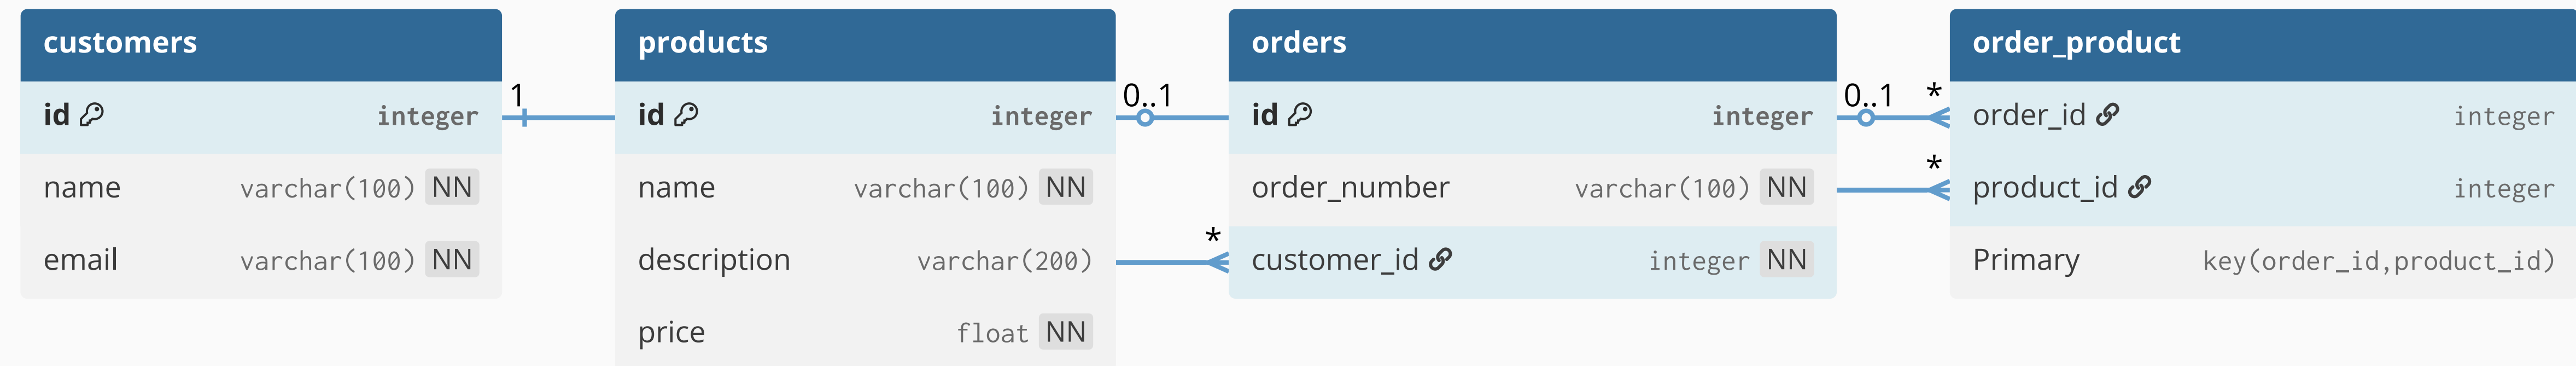 customers
id integer
name varchar(100) NN
email varchar(100) NN
1
products
id integer
name varchar(100) NN
description varchar(200)
price float NN
0..1
*
orders
id integer
order_number varchar(100) NN
customer_id integer NN
0..1 *
*
order_product
order_id integer
product_id integer
Primary key(order_id,product_id)